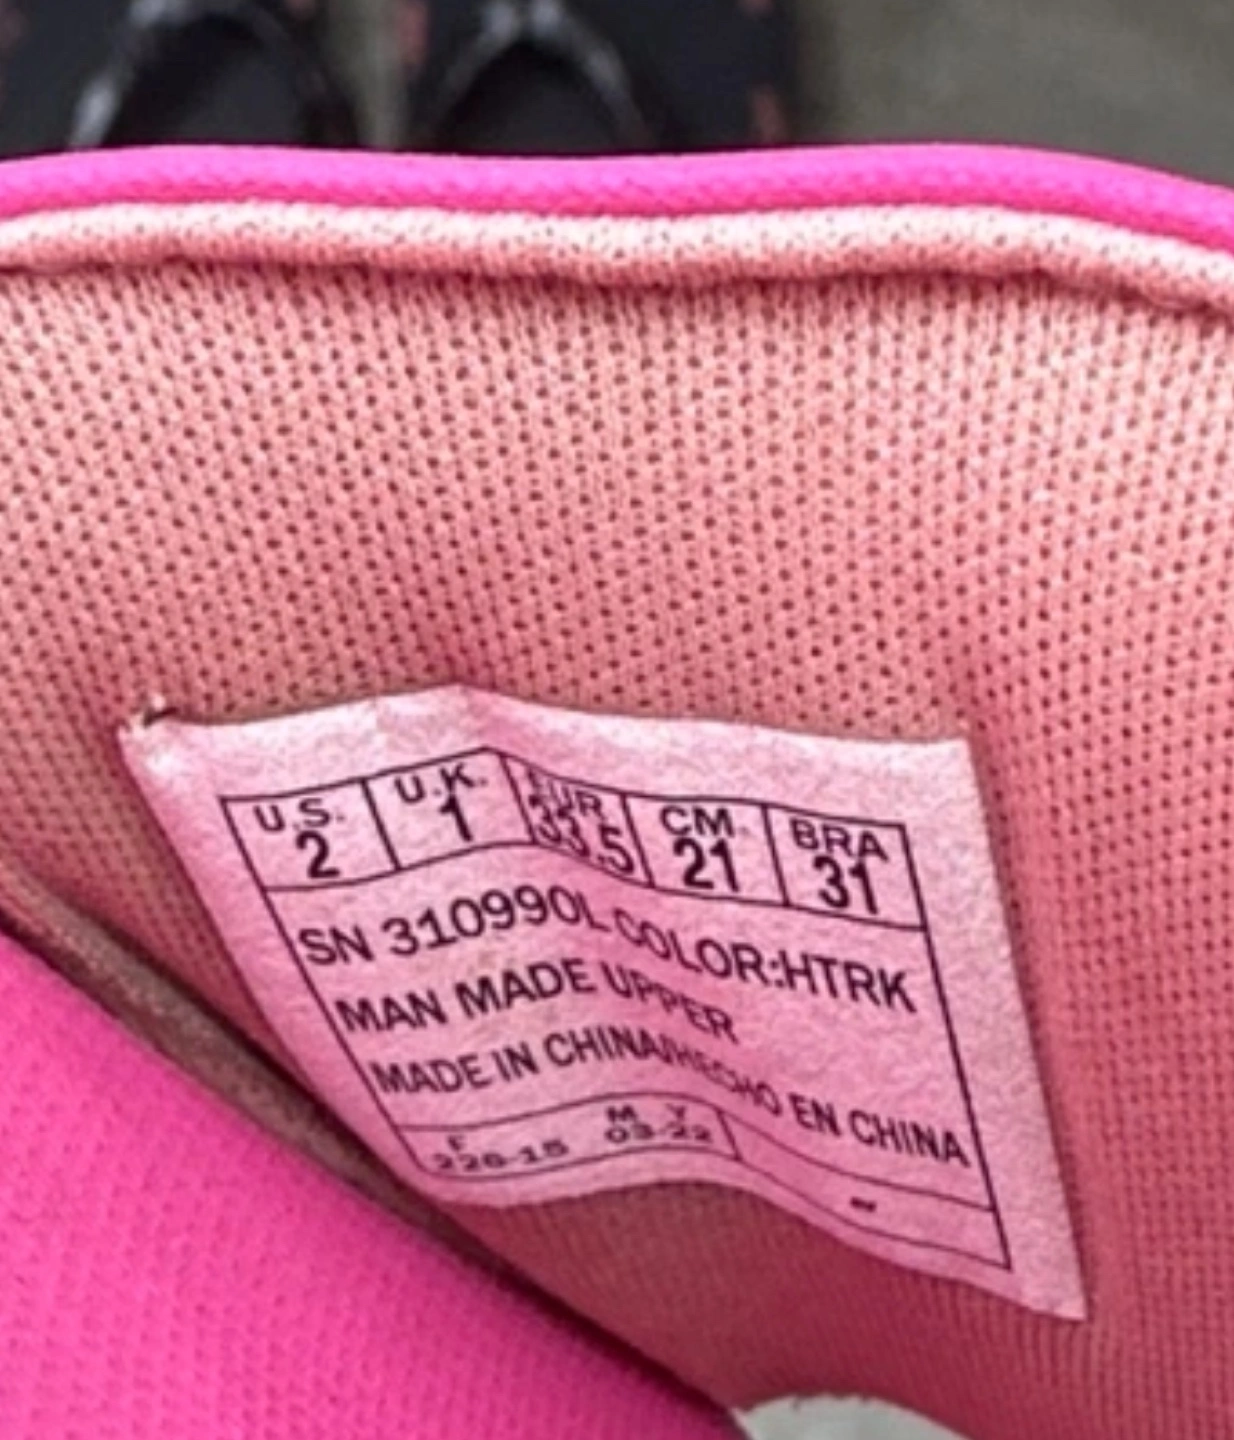 U.S. U.K. EUR CM. BRA
2 1 33.5 21 31
SN 310990L COLOR:HTRK
MAN MADE UPPER
MADE IN CHINA/HECHO EN CHINA
F M Y
226-15 03-22 -